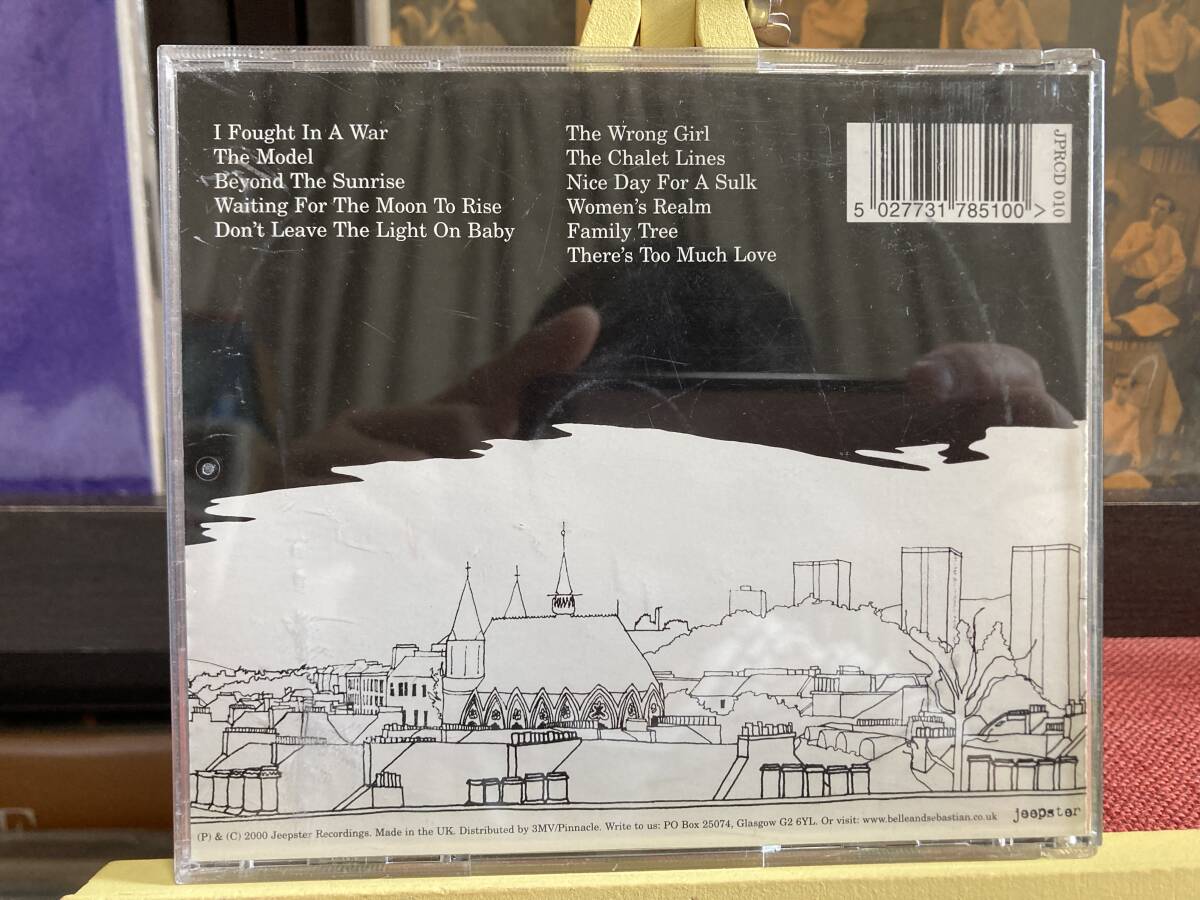 I Fought In A War
The Model
Beyond The Sunrise
Waiting For The Moon To Rise
Don't Leave The Light On Baby
The Wrong Girl
The Chalet Lines
Nice Day For A Sulk
Women's Realm
Family Tree
There's Too Much Love
5 027731 785100 >
JPRCD 010
(P) & (C) 2000 Jeepster Recordings. Made in the UK. Distributed by 3MV/Pinnacle. Write to us: PO Box 25074, Glasgow G2 6YL. Or visit: www.belleandsebastian.co.uk
jeepster